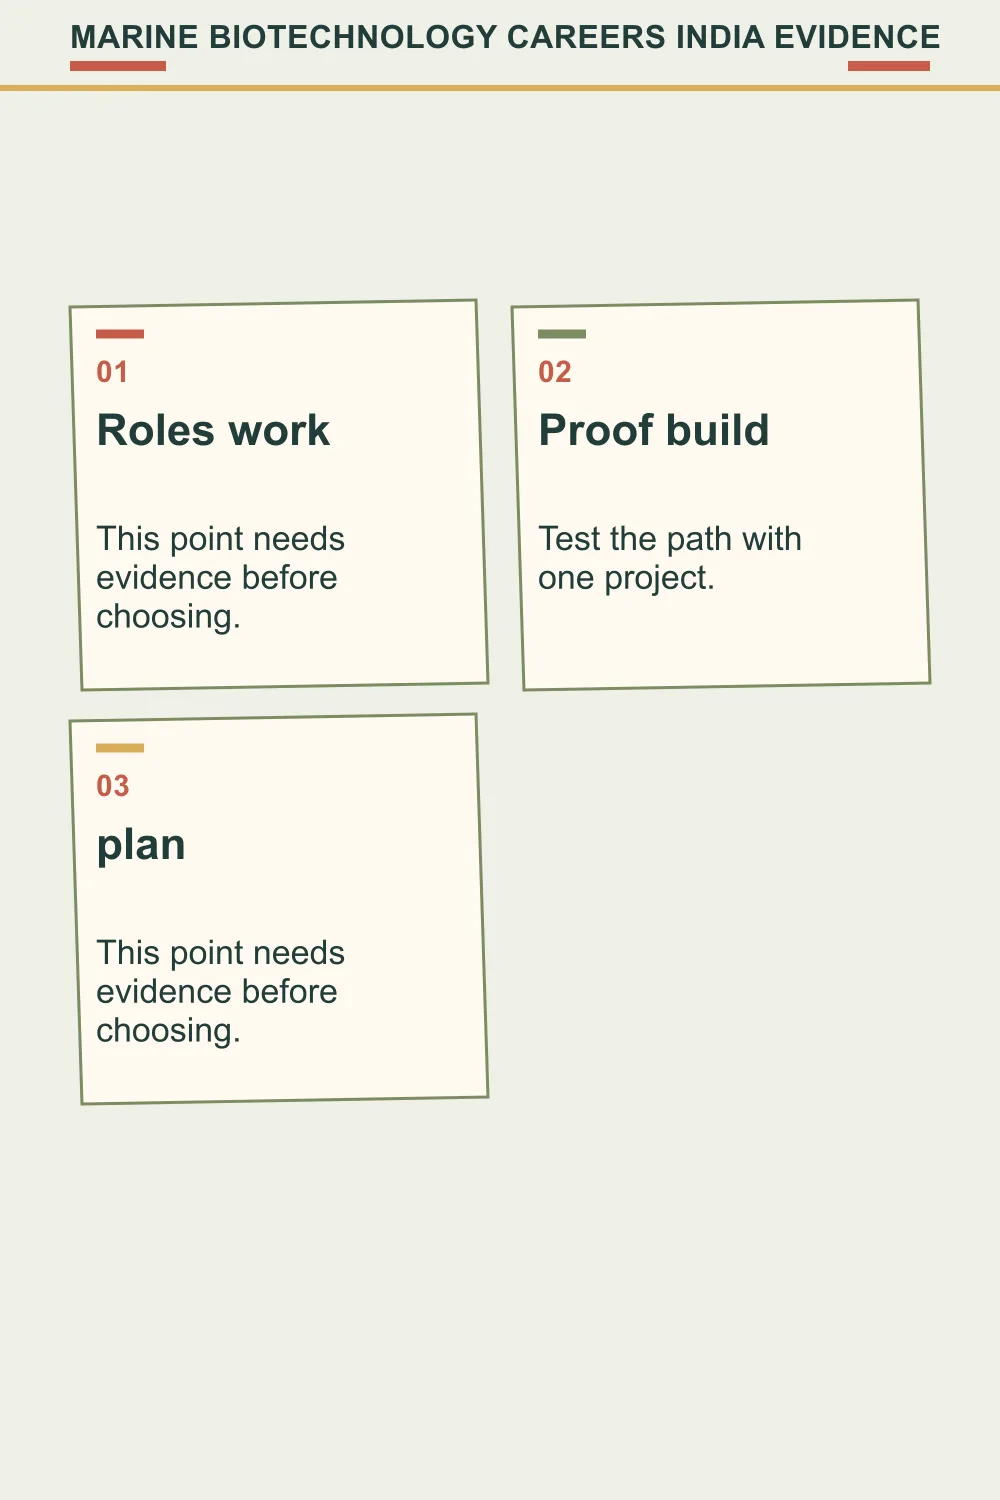 MARINE BIOTECHNOLOGY CAREERS INDIA EVIDENCE
01
Roles work
This point needs
evidence before
choosing.
02
Proof build
Test the path with
one project.
03
plan
This point needs
evidence before
choosing.